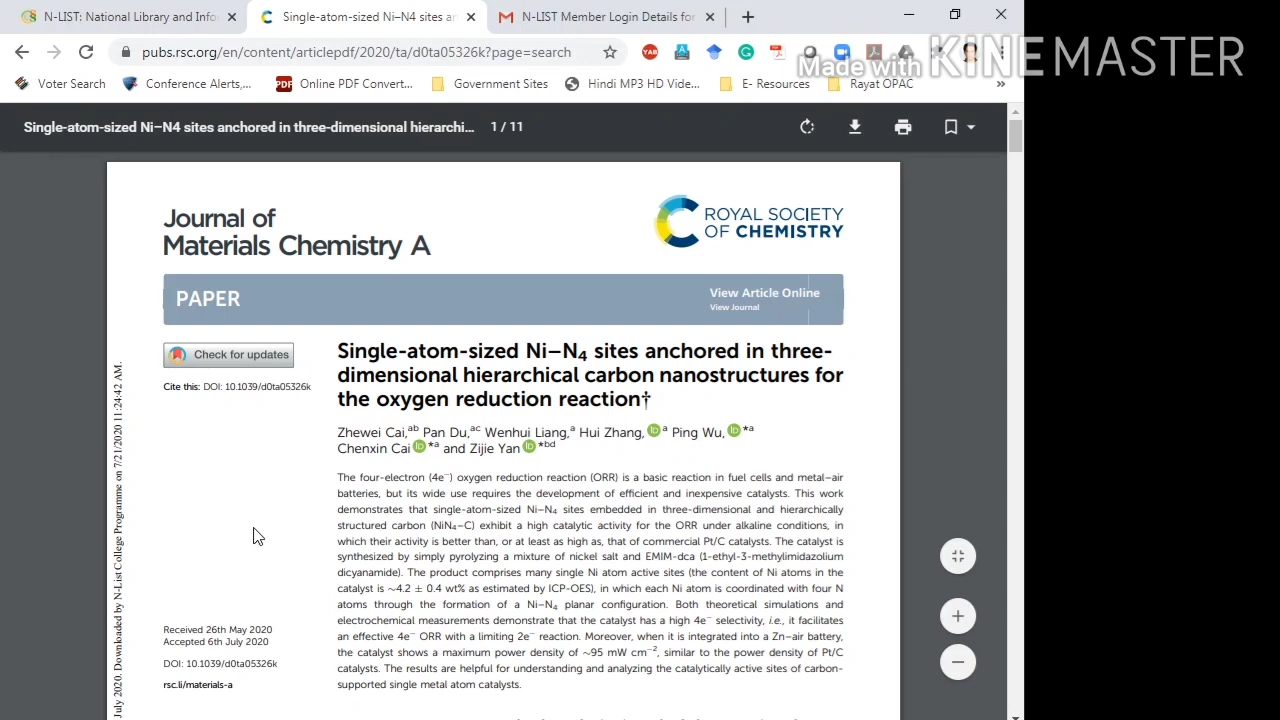 N-LIST: National Library and Info
Single-atom-sized Ni–N4 sites an
N-LIST Member Login Details for
pubs.rsc.org/en/content/articlepdf/2020/ta/d0ta05326k?page=search
Made with KINEMASTER
Voter Search
Conference Alerts,...
Online PDF Convert...
Government Sites
Hindi MP3 HD Vide...
E- Resources
Rayat OPAC
»
Single-atom-sized Ni–N4 sites anchored in three-dimensional hierarchi...
1 / 11
Journal of
Materials Chemistry A
ROYAL SOCIETY
OF CHEMISTRY
PAPER
View Article Online
View Journal
Check for updates
Cite this: DOI: 10.1039/d0ta05326k
Single-atom-sized Ni–N₄ sites anchored in three-
dimensional hierarchical carbon nanostructures for
the oxygen reduction reaction†
Zhewei Cai,ᵃᵇ Pan Du,ᵃᶜ Wenhui Liang,ᵃ Hui Zhang, iD ᵃ Ping Wu, iD *ᵃ
Chenxin Cai iD *ᵃ and Zijie Yan iD *ᵇᵈ
The four-electron (4e⁻) oxygen reduction reaction (ORR) is a basic reaction in fuel cells and metal–air
batteries, but its wide use requires the development of efficient and inexpensive catalysts. This work
demonstrates that single-atom-sized Ni–N₄ sites embedded in three-dimensional and hierarchically
structured carbon (NiN₄–C) exhibit a high catalytic activity for the ORR under alkaline conditions, in
which their activity is better than, or at least as high as, that of commercial Pt/C catalysts. The catalyst is
synthesized by simply pyrolyzing a mixture of nickel salt and EMIM-dca (1-ethyl-3-methylimidazolium
dicyanamide). The product comprises many single Ni atom active sites (the content of Ni atoms in the
catalyst is ~4.2 ± 0.4 wt% as estimated by ICP-OES), in which each Ni atom is coordinated with four N
atoms through the formation of a Ni–N₄ planar configuration. Both theoretical simulations and
electrochemical measurements demonstrate that the catalyst has a high 4e⁻ selectivity, i.e., it facilitates
an effective 4e⁻ ORR with a limiting 2e⁻ reaction. Moreover, when it is integrated into a Zn–air battery,
the catalyst shows a maximum power density of ~95 mW cm⁻², similar to the power density of Pt/C
catalysts. The results are helpful for understanding and analyzing the catalytically active sites of carbon-
supported single metal atom catalysts.
Received 26th May 2020
Accepted 6th July 2020
DOI: 10.1039/d0ta05326k
rsc.li/materials-a
July 2020. Downloaded by N-List College Programme on 7/21/2020 11:24:42 AM.